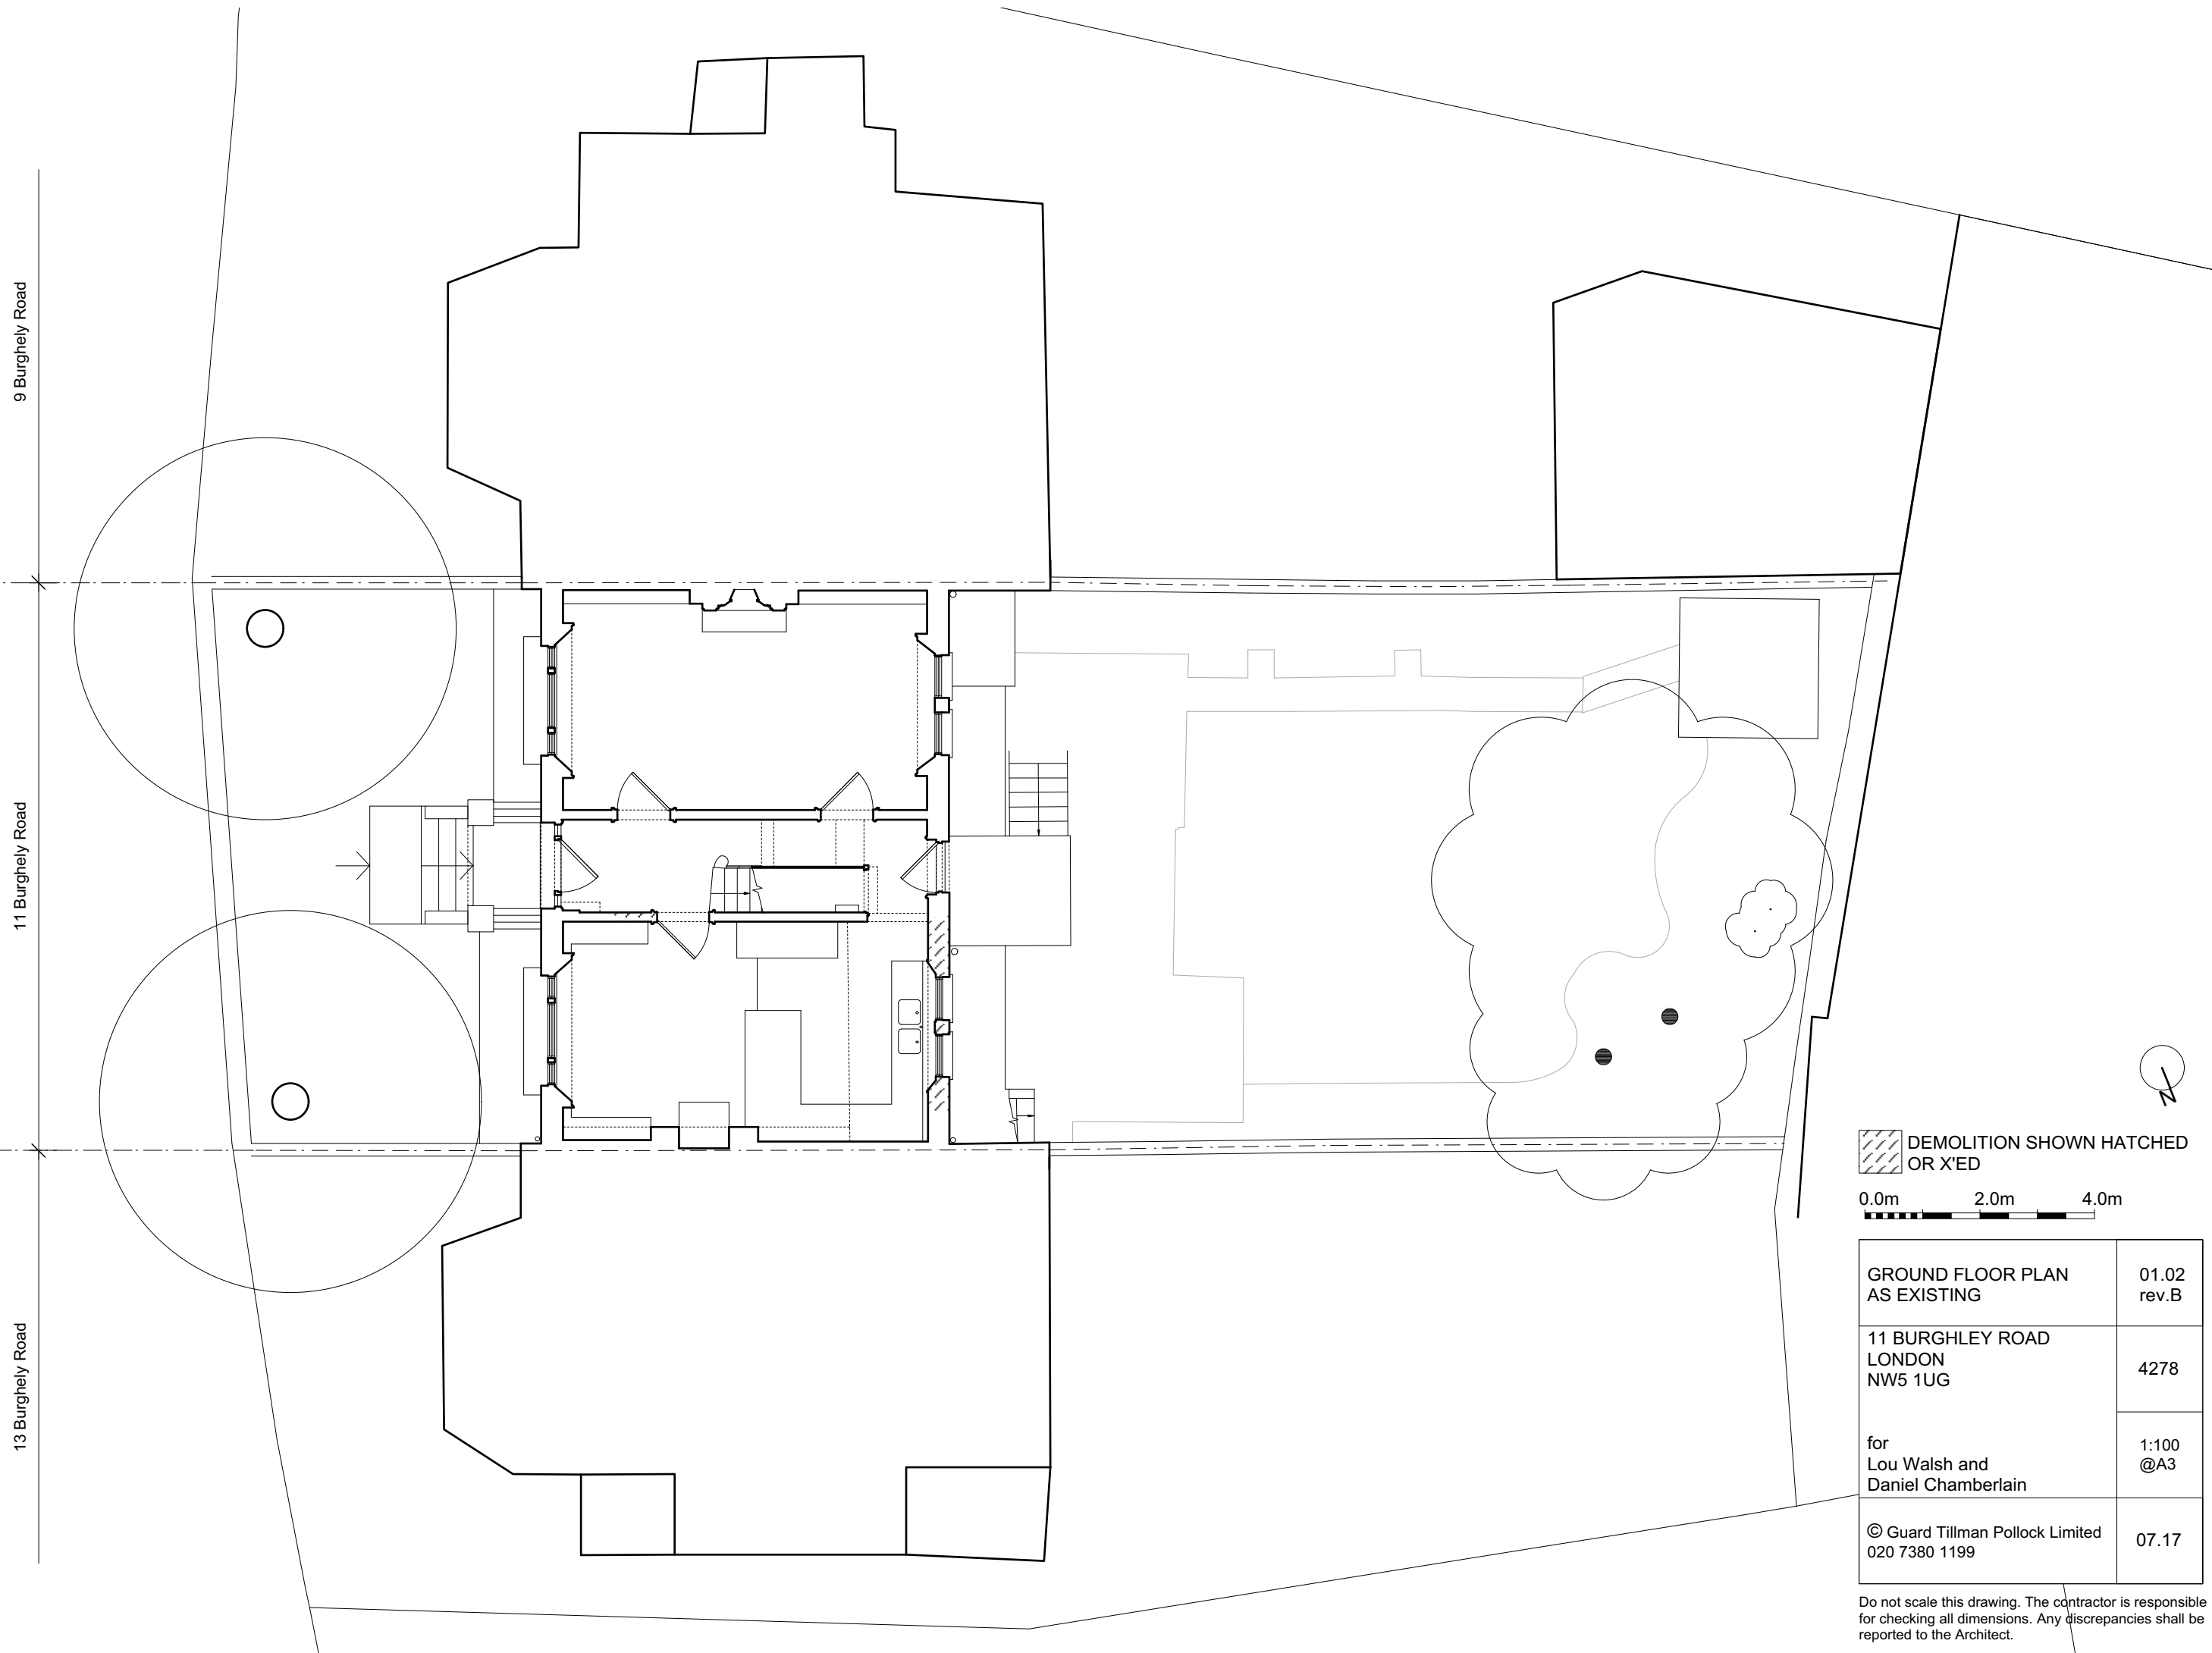 9 Burghely Road
11 Burghely Road
13 Burghely Road
N
DEMOLITION SHOWN HATCHED
OR X'ED
0.0m 2.0m 4.0m
GROUND FLOOR PLAN
AS EXISTING
01.02
rev.B
11 BURGHLEY ROAD
LONDON
NW5 1UG
4278
for
Lou Walsh and
Daniel Chamberlain
1:100
@A3
© Guard Tillman Pollock Limited
020 7380 1199
07.17
Do not scale this drawing. The contractor is responsible
for checking all dimensions. Any discrepancies shall be
reported to the Architect.